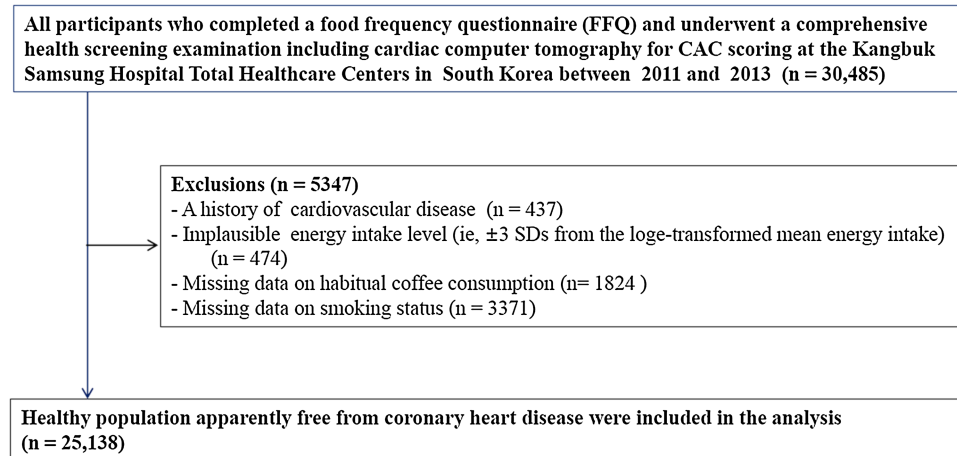 All participants who completed a food frequency questionnaire (FFQ) and underwent a comprehensive
health screening examination including cardiac computer tomography for CAC scoring at the Kangbuk
Samsung Hospital Total Healthcare Centers in South Korea between 2011 and 2013 (n = 30,485)
Exclusions (n = 5347)
- A history of cardiovascular disease (n = 437)
- Implausible energy intake level (ie, ±3 SDs from the loge-transformed mean energy intake)
(n = 474)
- Missing data on habitual coffee consumption (n= 1824 )
- Missing data on smoking status (n = 3371)
Healthy population apparently free from coronary heart disease were included in the analysis
(n = 25,138)